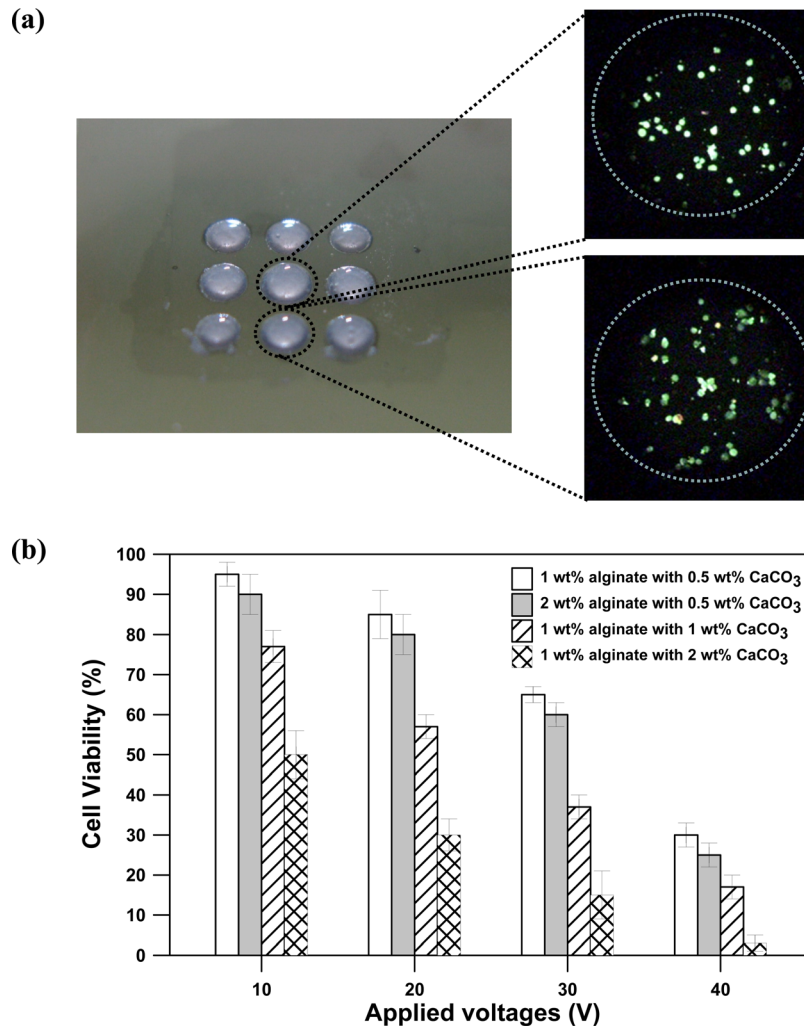 (a)
(b)
100
90
80
70
60
50
40
30
20
10
0
Cell Viability (%)
1 wt% alginate with 0.5 wt% CaCO₃
2 wt% alginate with 0.5 wt% CaCO₃
1 wt% alginate with 1 wt% CaCO₃
1 wt% alginate with 2 wt% CaCO₃
10 20 30 40
Applied voltages (V)